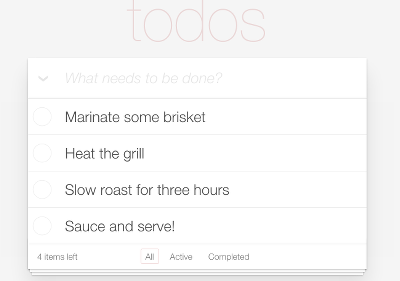 todos
What needs to be done?
Marinate some brisket
Heat the grill
Slow roast for three hours
Sauce and serve!
4 items left All Active Completed